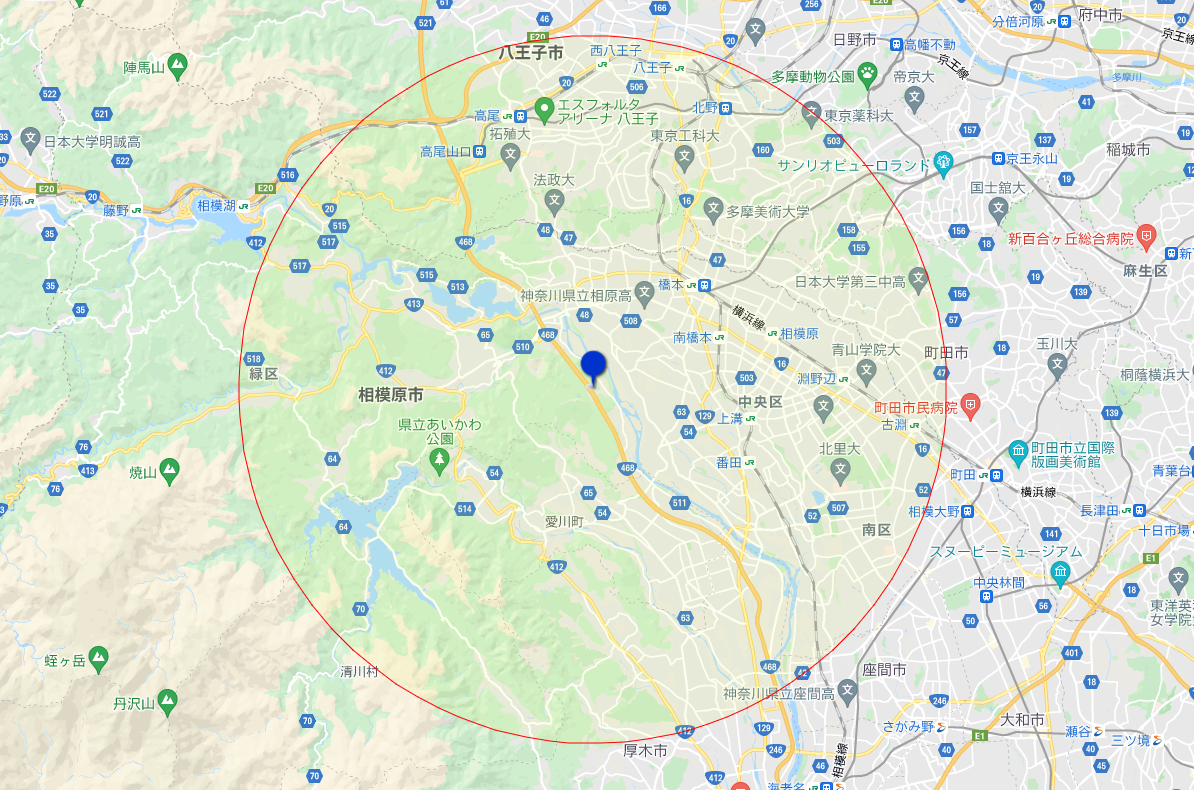 61
166
256
20
E20
521
46
分倍河原
府中市
20
八王子市
西八王子
日野市
高幡不動
京王線
京王線
陣馬山
八王子
20
506
多摩動物公園
帝京大
多摩川
522
521
エスフォルタ
アリーナ 八王子
高尾
北野
東京薬科大
41
拓殖大
東京工科大
157
137
19
日本大学明誠高
522
高尾山口
160
503
稲城市
サンリオピューロランド
京王永山
516
法政大
19
国士舘大
E20
E20
20
藤野
相模湖
20
515
16
多摩美術大学
35
412
517
468
48
47
158
155
156
18
新百合ヶ丘総合病院
517
515
513
47
麻生区
35
35
413
神奈川県立相原高
橋本
日本大学第三中高
19
139
156
48
508
横浜線
相模原
57
65
510
468
南橋本
18
518
緑区
412
青山学院大
町田市
玉川大
47
相模原市
503
16
淵野辺
桐蔭横浜大
中央区
63
129
上溝
54
町田市民病院
古淵
139
県立あいかわ
公園
76
413
64
焼山
54
468
番田
北里大
16
町田市立国際
版画美術館
町田
青葉台
76
横浜線
65
54
511
52
507
52
514
64
愛川町
南区
相模大野
長津田
141
十日市場
412
スヌーピーミュージアム
E1
中央林間
18
56
70
63
50
東洋英
女学院
401
蛭ヶ岳
清川村
468
42
座間市
18
丹沢山
神奈川県立座間高
246
70
412
129
さがみ野
E1
大和市
瀬谷
三ツ境
厚木市
246
40
40
相模線
46
45
70
412
海老名